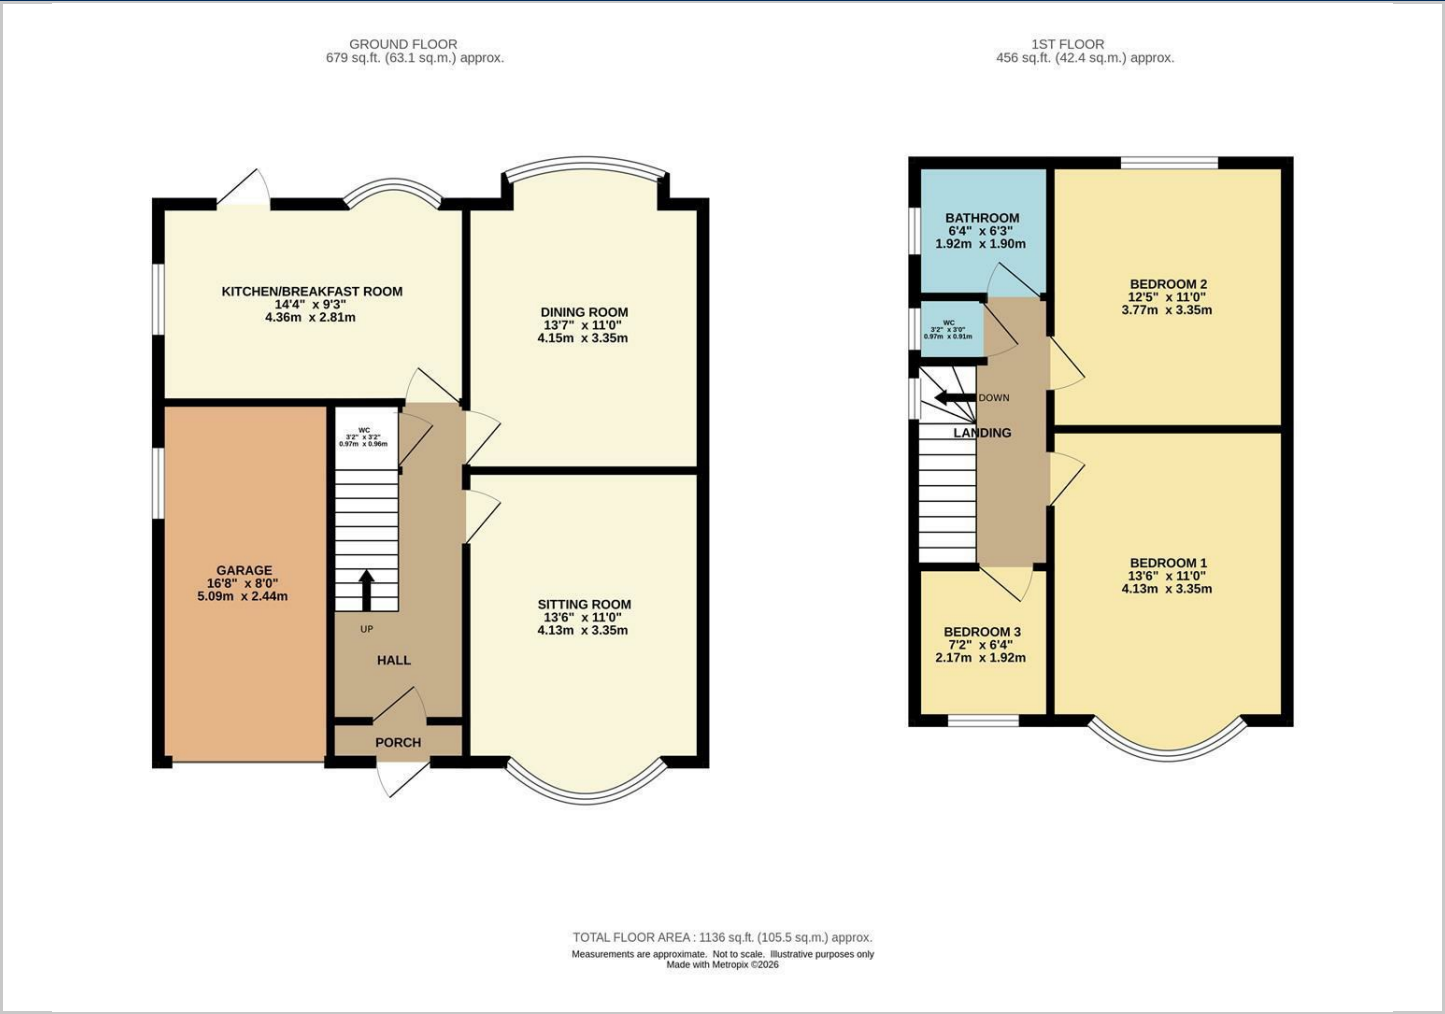 GROUND FLOOR
679 sq.ft. (63.1 sq.m.) approx.
1ST FLOOR
456 sq.ft. (42.4 sq.m.) approx.
KITCHEN/BREAKFAST ROOM
14'4" x 9'3"
4.36m x 2.81m
DINING ROOM
13'7" x 11'0"
4.15m x 3.35m
WC
3'2" x 3'2"
0.97m x 0.96m
GARAGE
16'8" x 8'0"
5.09m x 2.44m
UP
HALL
SITTING ROOM
13'6" x 11'0"
4.13m x 3.35m
PORCH
BATHROOM
6'4" x 6'3"
1.92m x 1.90m
BEDROOM 2
12'5" x 11'0"
3.77m x 3.35m
WC
3'2" x 3'0"
0.97m x 0.91m
DOWN
LANDING
BEDROOM 1
13'6" x 11'0"
4.13m x 3.35m
BEDROOM 3
7'2" x 6'4"
2.17m x 1.92m
TOTAL FLOOR AREA : 1136 sq.ft. (105.5 sq.m.) approx.
Measurements are approximate. Not to scale. Illustrative purposes only
Made with Metropix ©2026